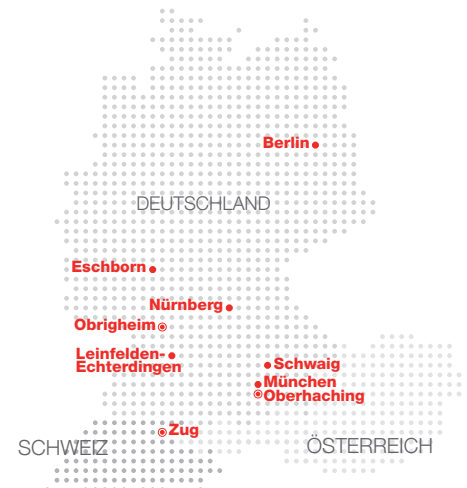 Berlin
DEUTSCHLAND
Eschborn
Nürnberg
Obrigheim
Leinfelden-
Echterdingen
Schwaig
München
Oberhaching
Zug
SCHWEIZ
ÖSTERREICH